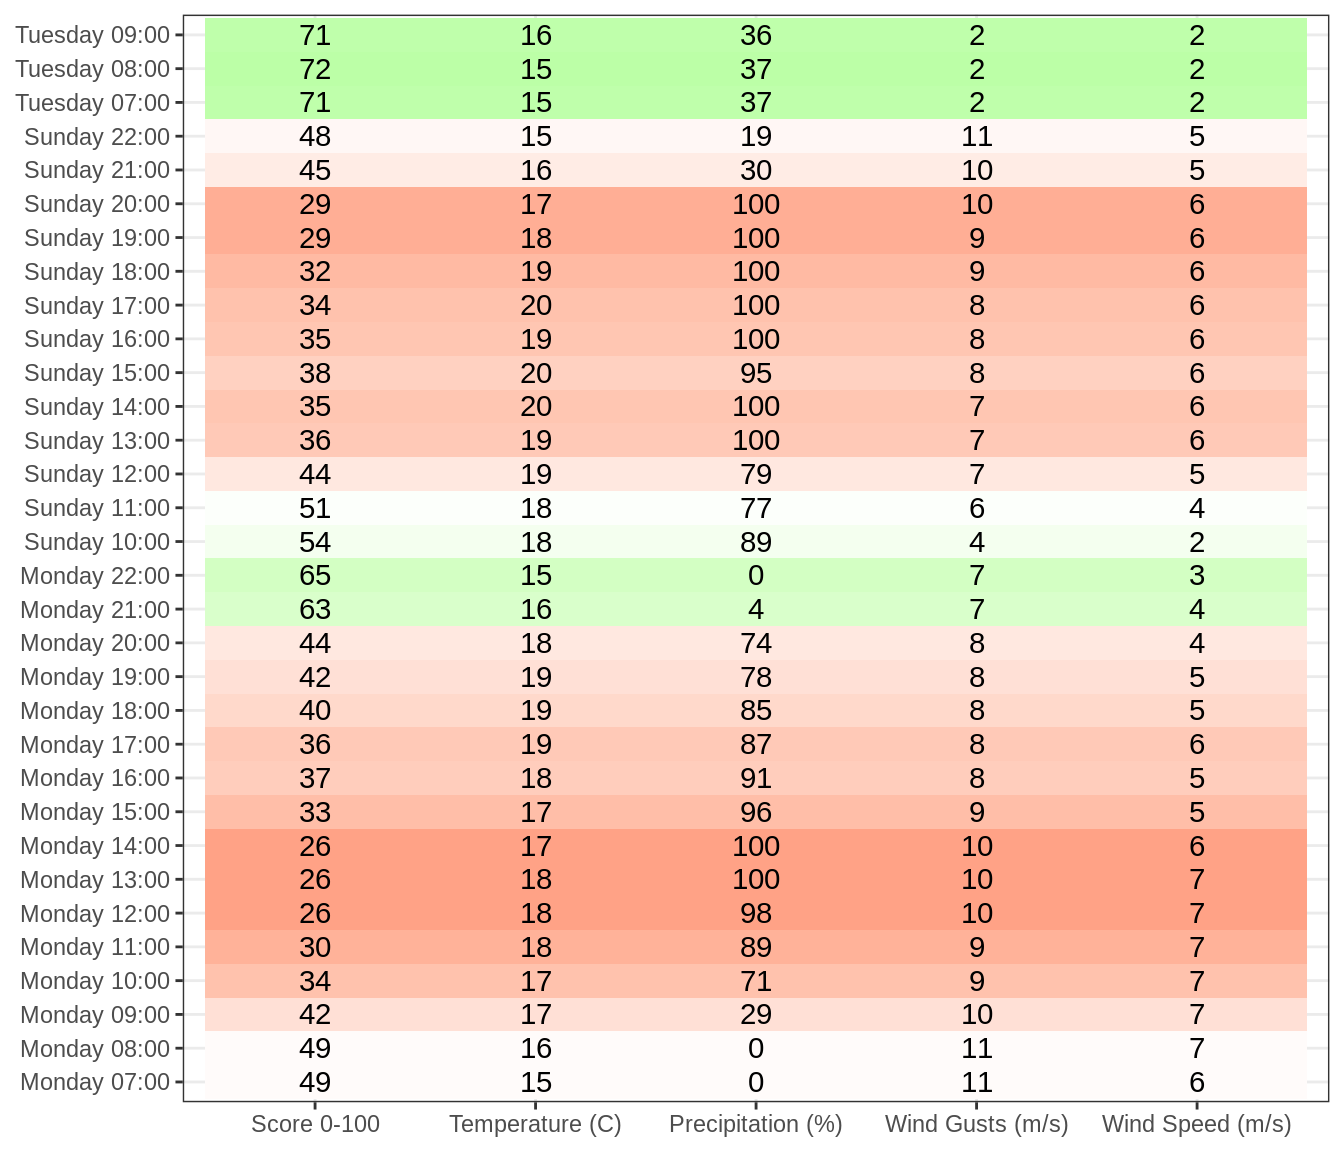 Tuesday 09:00 71 16 36 2 2
Tuesday 08:00 72 15 37 2 2
Tuesday 07:00 71 15 37 2 2
Sunday 22:00 48 15 19 11 5
Sunday 21:00 45 16 30 10 5
Sunday 20:00 29 17 100 10 6
Sunday 19:00 29 18 100 9 6
Sunday 18:00 32 19 100 9 6
Sunday 17:00 34 20 100 8 6
Sunday 16:00 35 19 100 8 6
Sunday 15:00 38 20 95 8 6
Sunday 14:00 35 20 100 7 6
Sunday 13:00 36 19 100 7 6
Sunday 12:00 44 19 79 7 5
Sunday 11:00 51 18 77 6 4
Sunday 10:00 54 18 89 4 2
Monday 22:00 65 15 0 7 3
Monday 21:00 63 16 4 7 4
Monday 20:00 44 18 74 8 4
Monday 19:00 42 19 78 8 5
Monday 18:00 40 19 85 8 5
Monday 17:00 36 19 87 8 6
Monday 16:00 37 18 91 8 5
Monday 15:00 33 17 96 9 5
Monday 14:00 26 17 100 10 6
Monday 13:00 26 18 100 10 7
Monday 12:00 26 18 98 10 7
Monday 11:00 30 18 89 9 7
Monday 10:00 34 17 71 9 7
Monday 09:00 42 17 29 10 7
Monday 08:00 49 16 0 11 7
Monday 07:00 49 15 0 11 6
Score 0-100 Temperature (C) Precipitation (%) Wind Gusts (m/s) Wind Speed (m/s)